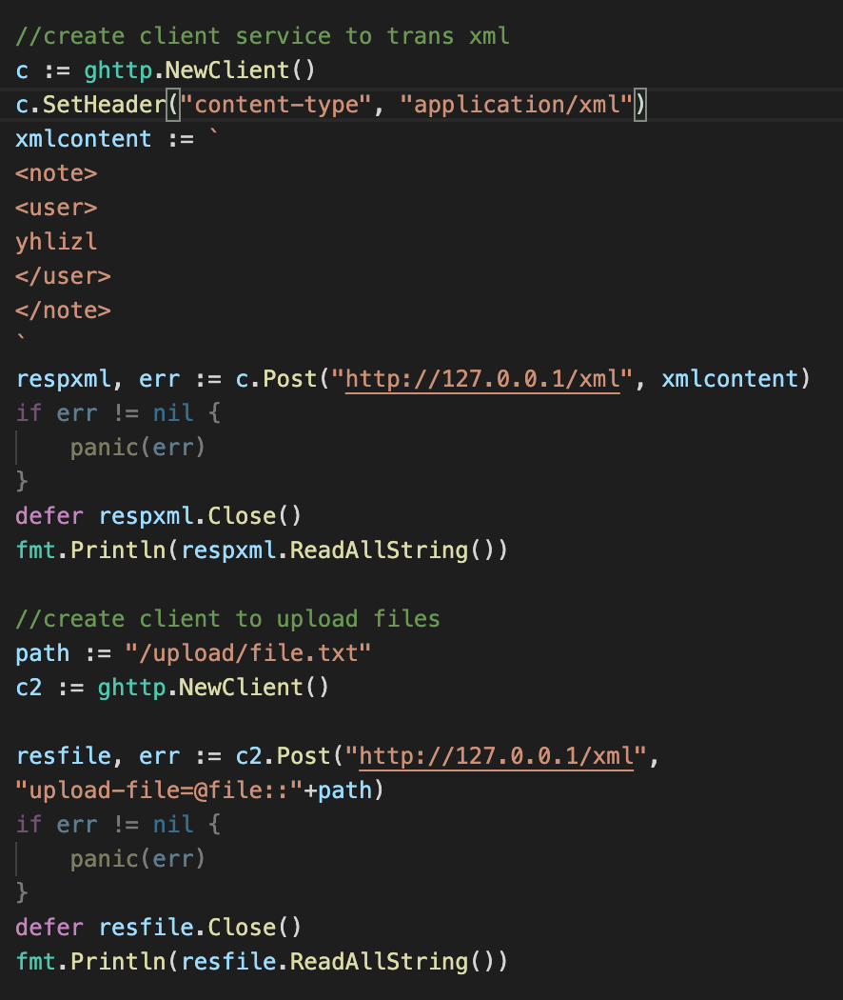 //create client service to trans xml
c := ghttp.NewClient()
c.SetHeader("content-type", "application/xml")
xmlcontent := `
<note>
<user>
yhlizl
</user>
</note>
`
respxml, err := c.Post("http://127.0.0.1/xml", xmlcontent)
if err != nil {
    panic(err)
}
defer respxml.Close()
fmt.Println(respxml.ReadAllString())

//create client to upload files
path := "/upload/file.txt"
c2 := ghttp.NewClient()

resfile, err := c2.Post("http://127.0.0.1/xml",
"upload-file=@file::"+path)
if err != nil {
    panic(err)
}
defer resfile.Close()
fmt.Println(resfile.ReadAllString())